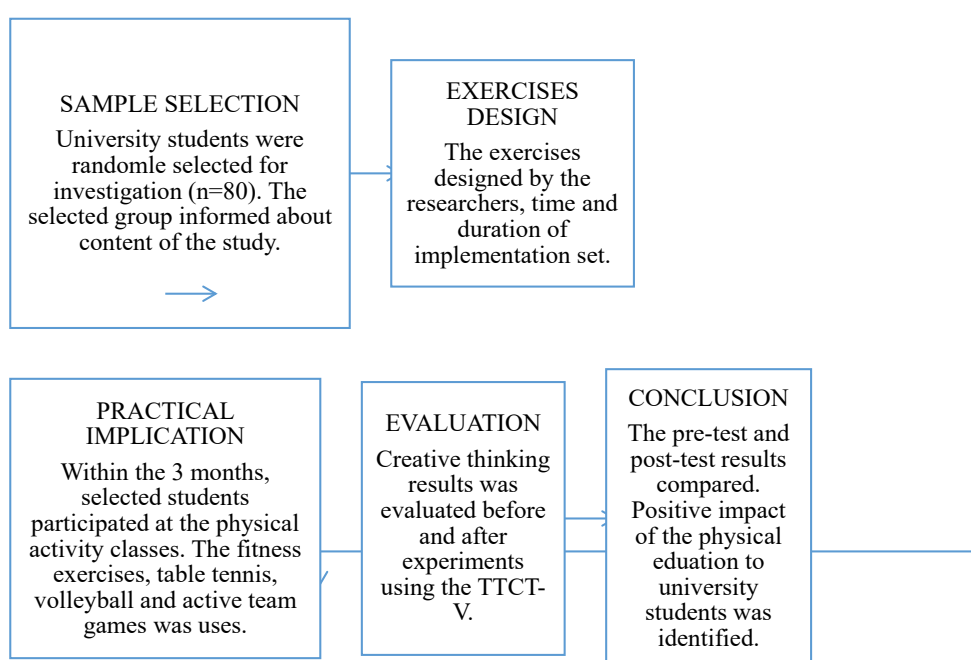 SAMPLE SELECTION
University students were
randomle selected for
investigation (n=80). The
selected group informed about
content of the study.
EXERCISES
DESIGN
The exercises
designed by the
researchers, time and
duration of
implementation set.
PRACTICAL
IMPLICATION
Within the 3 months,
selected students
participated at the physical
activity classes. The fitness
exercises, table tennis,
volleyball and active team
games was uses.
EVALUATION
Creative thinking
results was
evaluated before
and after
experiments
using the TTCT-
V.
CONCLUSION
The pre-test and
post-test results
compared.
Positive impact
of the physical
eduation to
university
students was
identified.